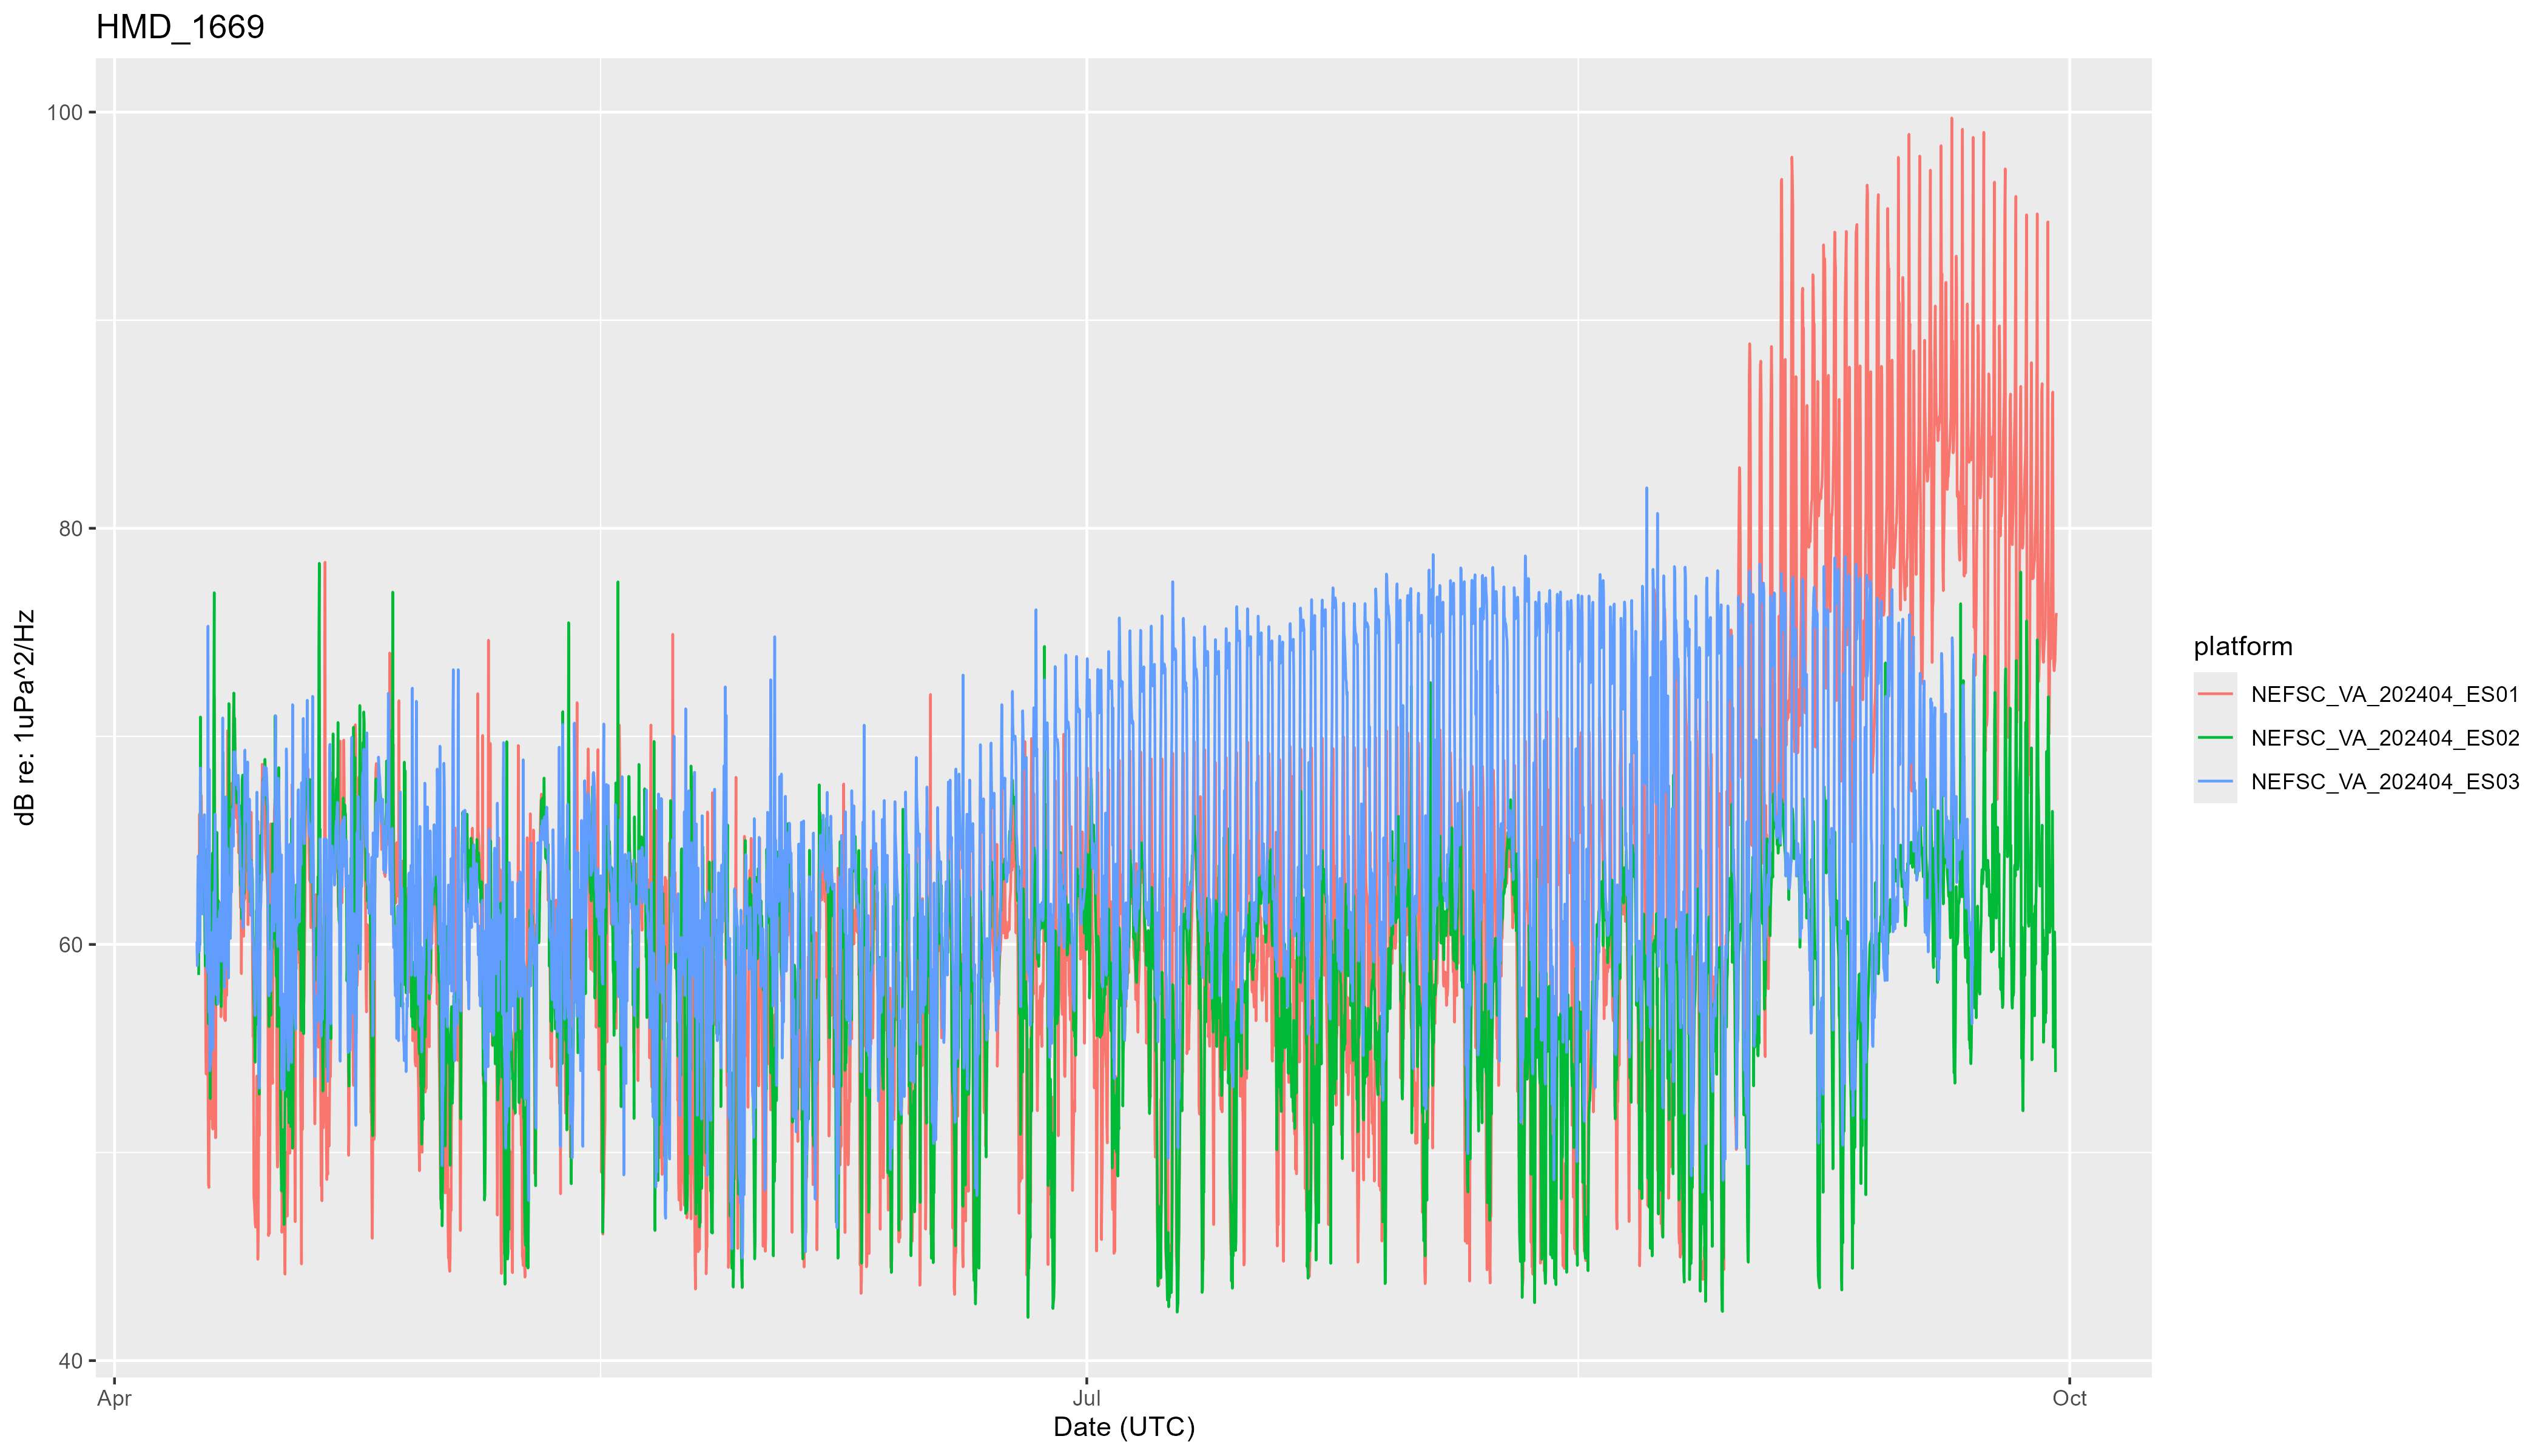 HMD_1669
100
80
60
40
dB re: 1uPa^2/Hz
Apr
Jul
Oct
Date (UTC)
platform
NEFSC_VA_202404_ES01
NEFSC_VA_202404_ES02
NEFSC_VA_202404_ES03